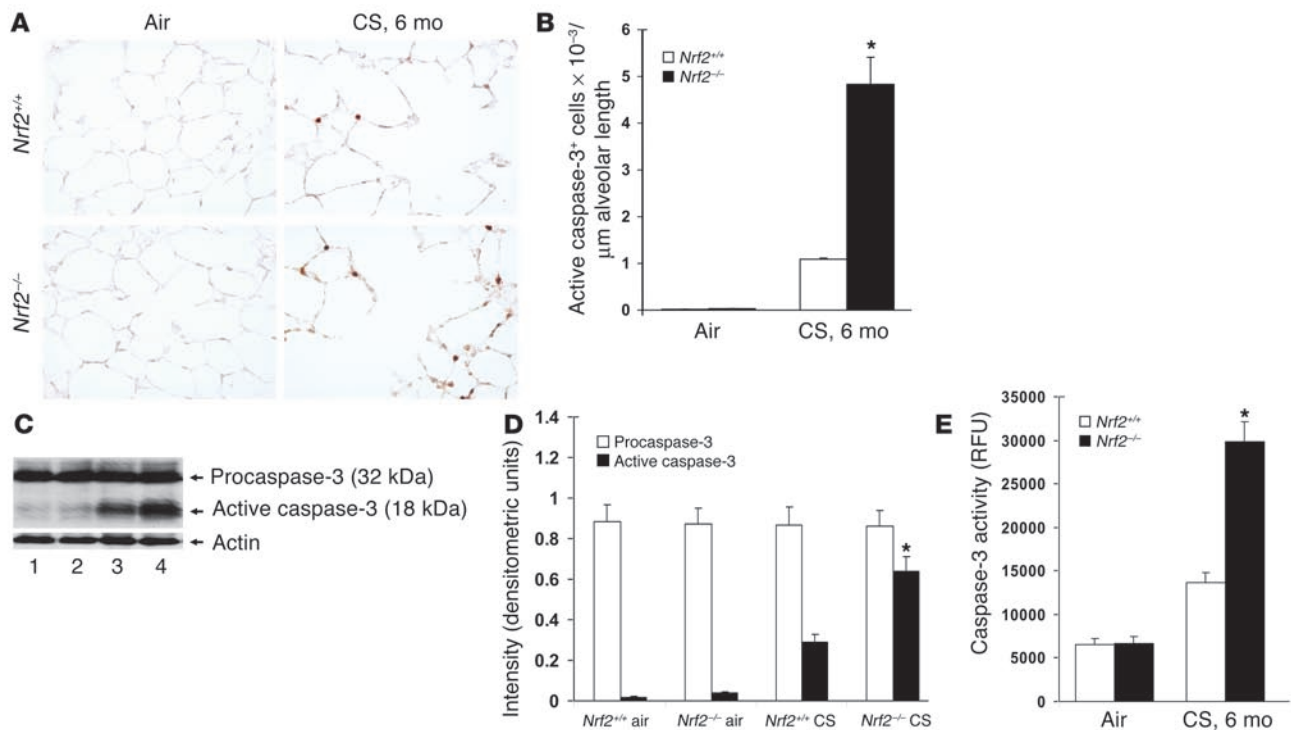 A
Air
CS, 6 mo
Nrf2⁺/⁺
Nrf2⁻/⁻
B
Active caspase-3⁺ cells × 10⁻³/
μm alveolar length
6
5
4
3
2
1
0
Nrf2⁺/⁺
Nrf2⁻/⁻
*
Air
CS, 6 mo
C
Procaspase-3 (32 kDa)
Active caspase-3 (18 kDa)
Actin
1 2 3 4
D
Intensity (densitometric units)
1.4
1.2
1
0.8
0.6
0.4
0.2
0
Procaspase-3
Active caspase-3
*
Nrf2⁺/⁺ air Nrf2⁻/⁻ air Nrf2⁺/⁺ CS Nrf2⁻/⁻ CS
E
Caspase-3 activity (RFU)
35000
30000
25000
20000
15000
10000
5000
0
Nrf2⁺/⁺
Nrf2⁻/⁻
*
Air
CS, 6 mo